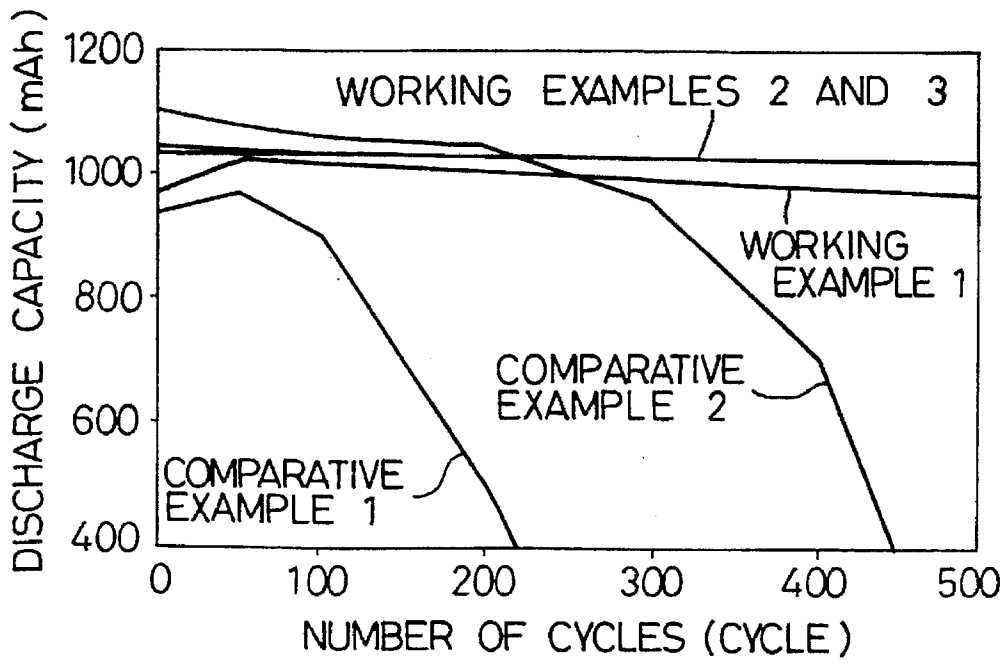 DISCHARGE CAPACITY (mAh)
1200
1000
800
600
400
WORKING EXAMPLES 2 AND 3
WORKING
EXAMPLE 1
COMPARATIVE
EXAMPLE 2
COMPARATIVE
EXAMPLE 1
0
100
200
300
400
500
NUMBER OF CYCLES (CYCLE)